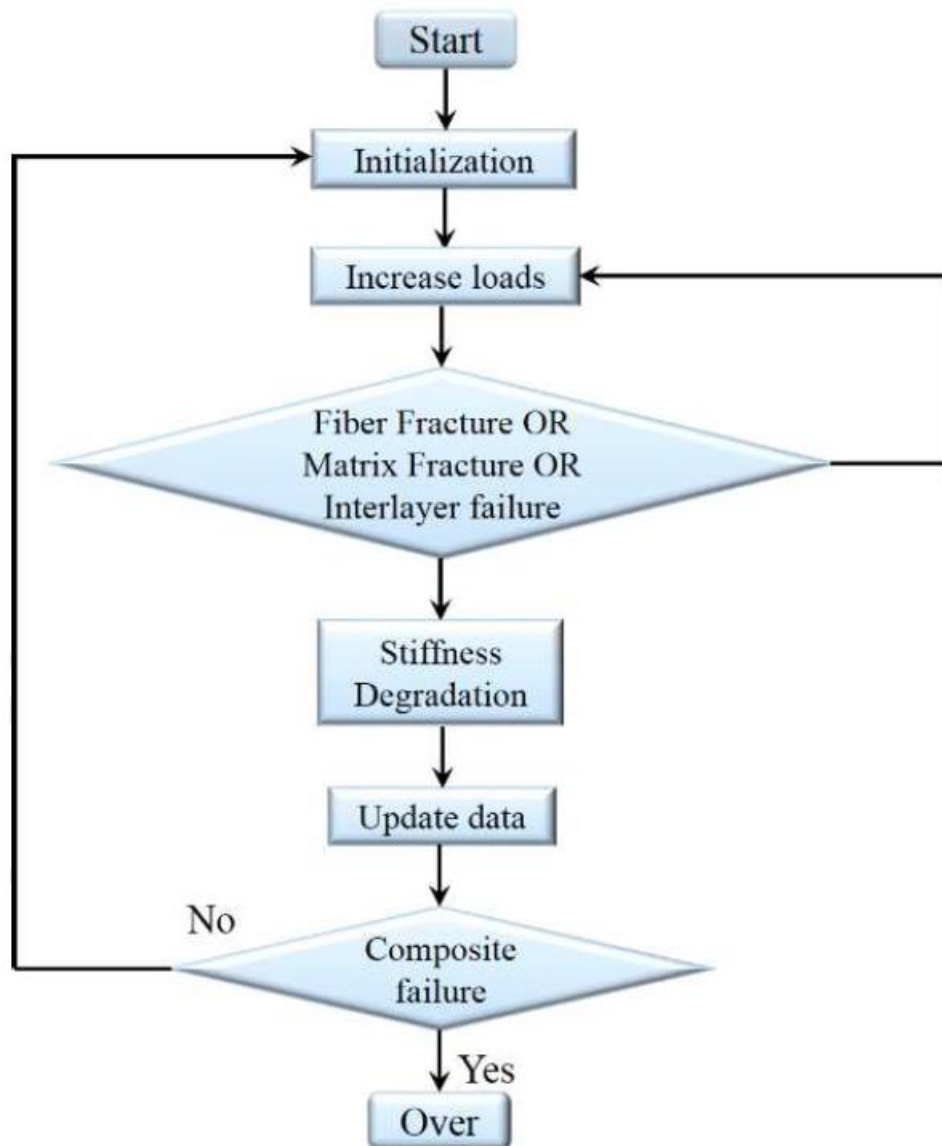 Start
Initialization
Increase loads
Fiber Fracture OR
Matrix Fracture OR
Interlayer failure
Stiffness
Degradation
Update data
No
Composite
failure
Yes
Over